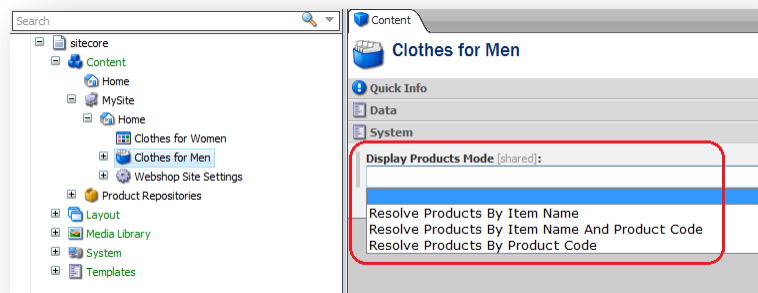 Search
sitecore
Content
Home
MySite
Home
Clothes for Women
Clothes for Men
Webshop Site Settings
Product Repositories
Layout
Media Library
System
Templates
Content
Clothes for Men
Quick Info
Data
System
Display Products Mode [shared]:
Resolve Products By Item Name
Resolve Products By Item Name And Product Code
Resolve Products By Product Code